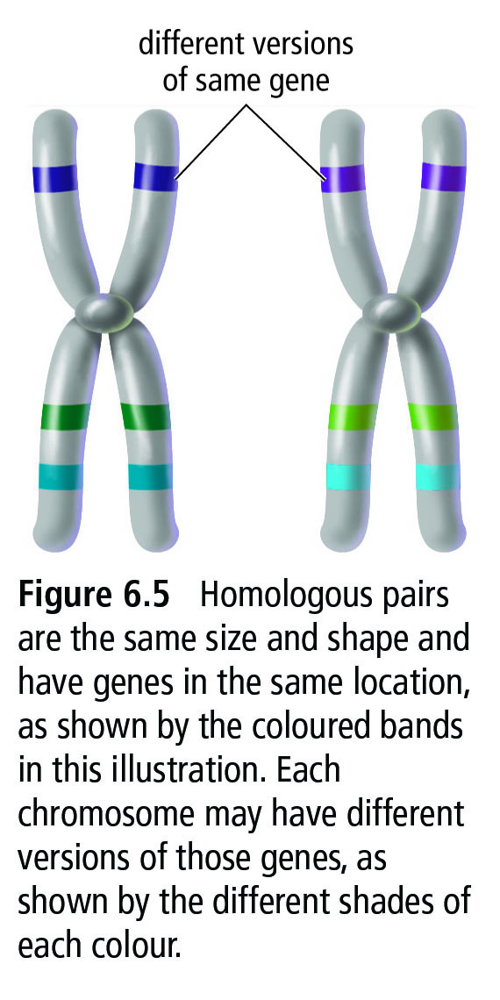 different versions
of same gene
Figure 6.5 Homologous pairs
are the same size and shape and
have genes in the same location,
as shown by the coloured bands
in this illustration. Each
chromosome may have different
versions of those genes, as
shown by the different shades of
each colour.